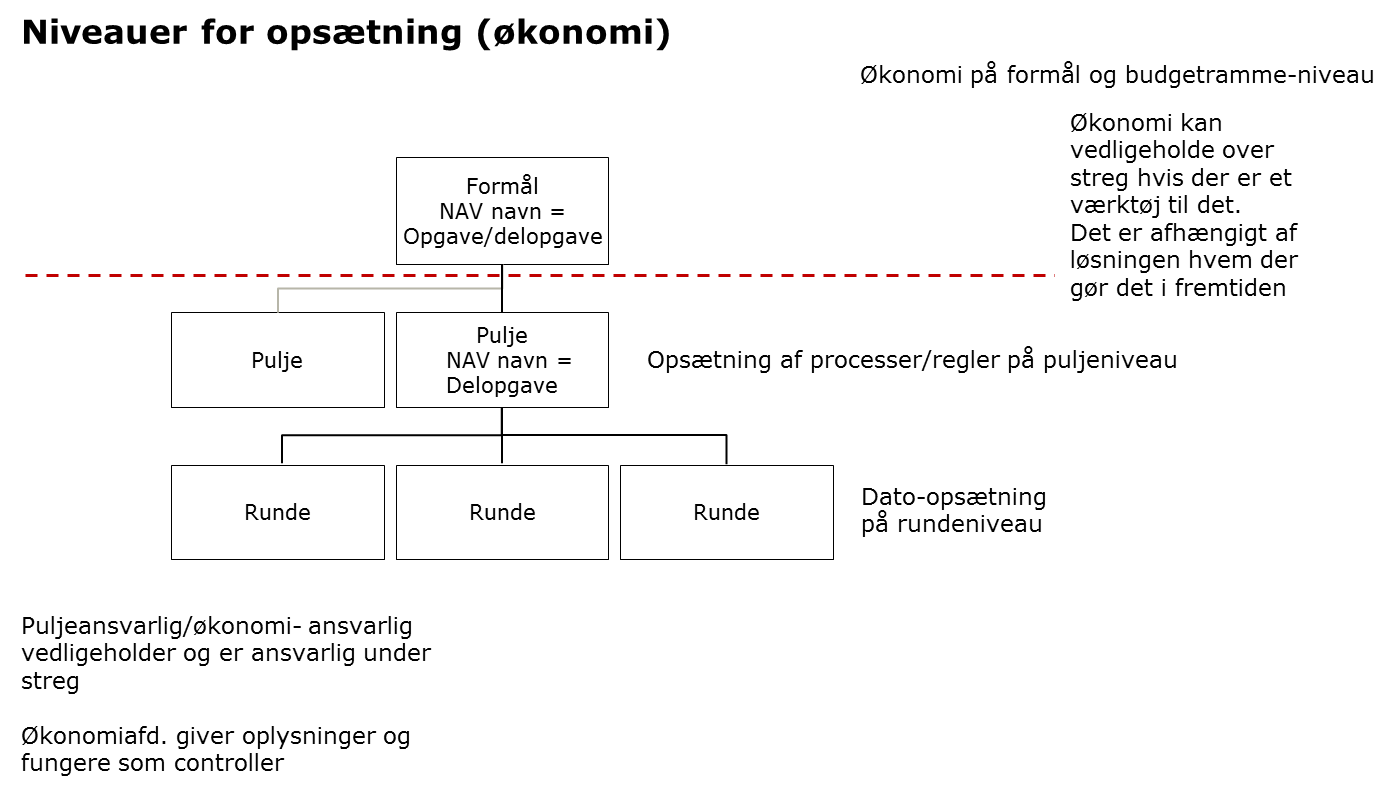 Niveauer for opsætning (økonomi)
Økonomi på formål og budgetramme-niveau
Økonomi kan
vedligeholde over
streg hvis der er et
værktøj til det.
Det er afhængigt af
løsningen hvem der
gør det i fremtiden
Formål
NAV navn =
Opgave/delopgave
Pulje
Pulje
NAV navn =
Delopgave
Opsætning af processer/regler på puljeniveau
Runde
Runde
Runde
Dato-opsætning
på rundeniveau
Puljeansvarlig/økonomi- ansvarlig
vedligeholder og er ansvarlig under
streg
Økonomiafd. giver oplysninger og
fungere som controller